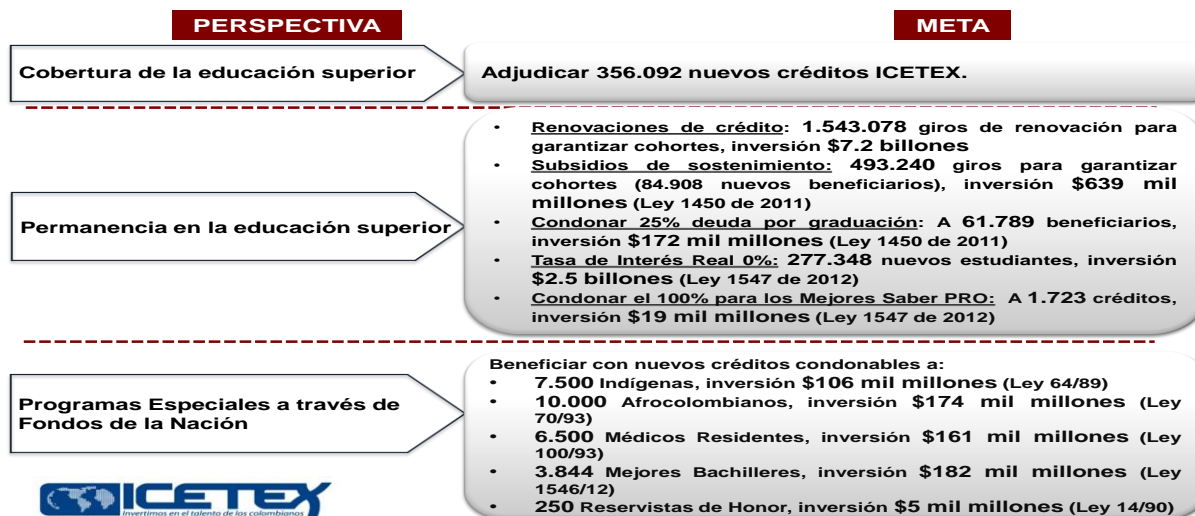 PERSPECTIVA
META
Cobertura de la educación superior
Adjudicar 356.092 nuevos créditos ICETEX.
Permanencia en la educación superior
• Renovaciones de crédito: 1.543.078 giros de renovación para
garantizar cohortes, inversión $7.2 billones
• Subsidios de sostenimiento: 493.240 giros para garantizar
cohortes (84.908 nuevos beneficiarios), inversión $639 mil
millones (Ley 1450 de 2011)
• Condonar 25% deuda por graduación: A 61.789 beneficiarios,
inversión $172 mil millones (Ley 1450 de 2011)
• Tasa de Interés Real 0%: 277.348 nuevos estudiantes, inversión
$2.5 billones (Ley 1547 de 2012)
• Condonar el 100% para los Mejores Saber PRO: A 1.723 créditos,
inversión $19 mil millones (Ley 1547 de 2012)
Programas Especiales a través de
Fondos de la Nación
Beneficiar con nuevos créditos condonables a:
• 7.500 Indígenas, inversión $106 mil millones (Ley 64/89)
• 10.000 Afrocolombianos, inversión $174 mil millones (Ley
70/93)
• 6.500 Médicos Residentes, inversión $161 mil millones (Ley
100/93)
• 3.844 Mejores Bachilleres, inversión $182 mil millones (Ley
1546/12)
• 250 Reservistas de Honor, inversión $5 mil millones (Ley 14/90)
ICETEX
Invertimos en el talento de los colombianos